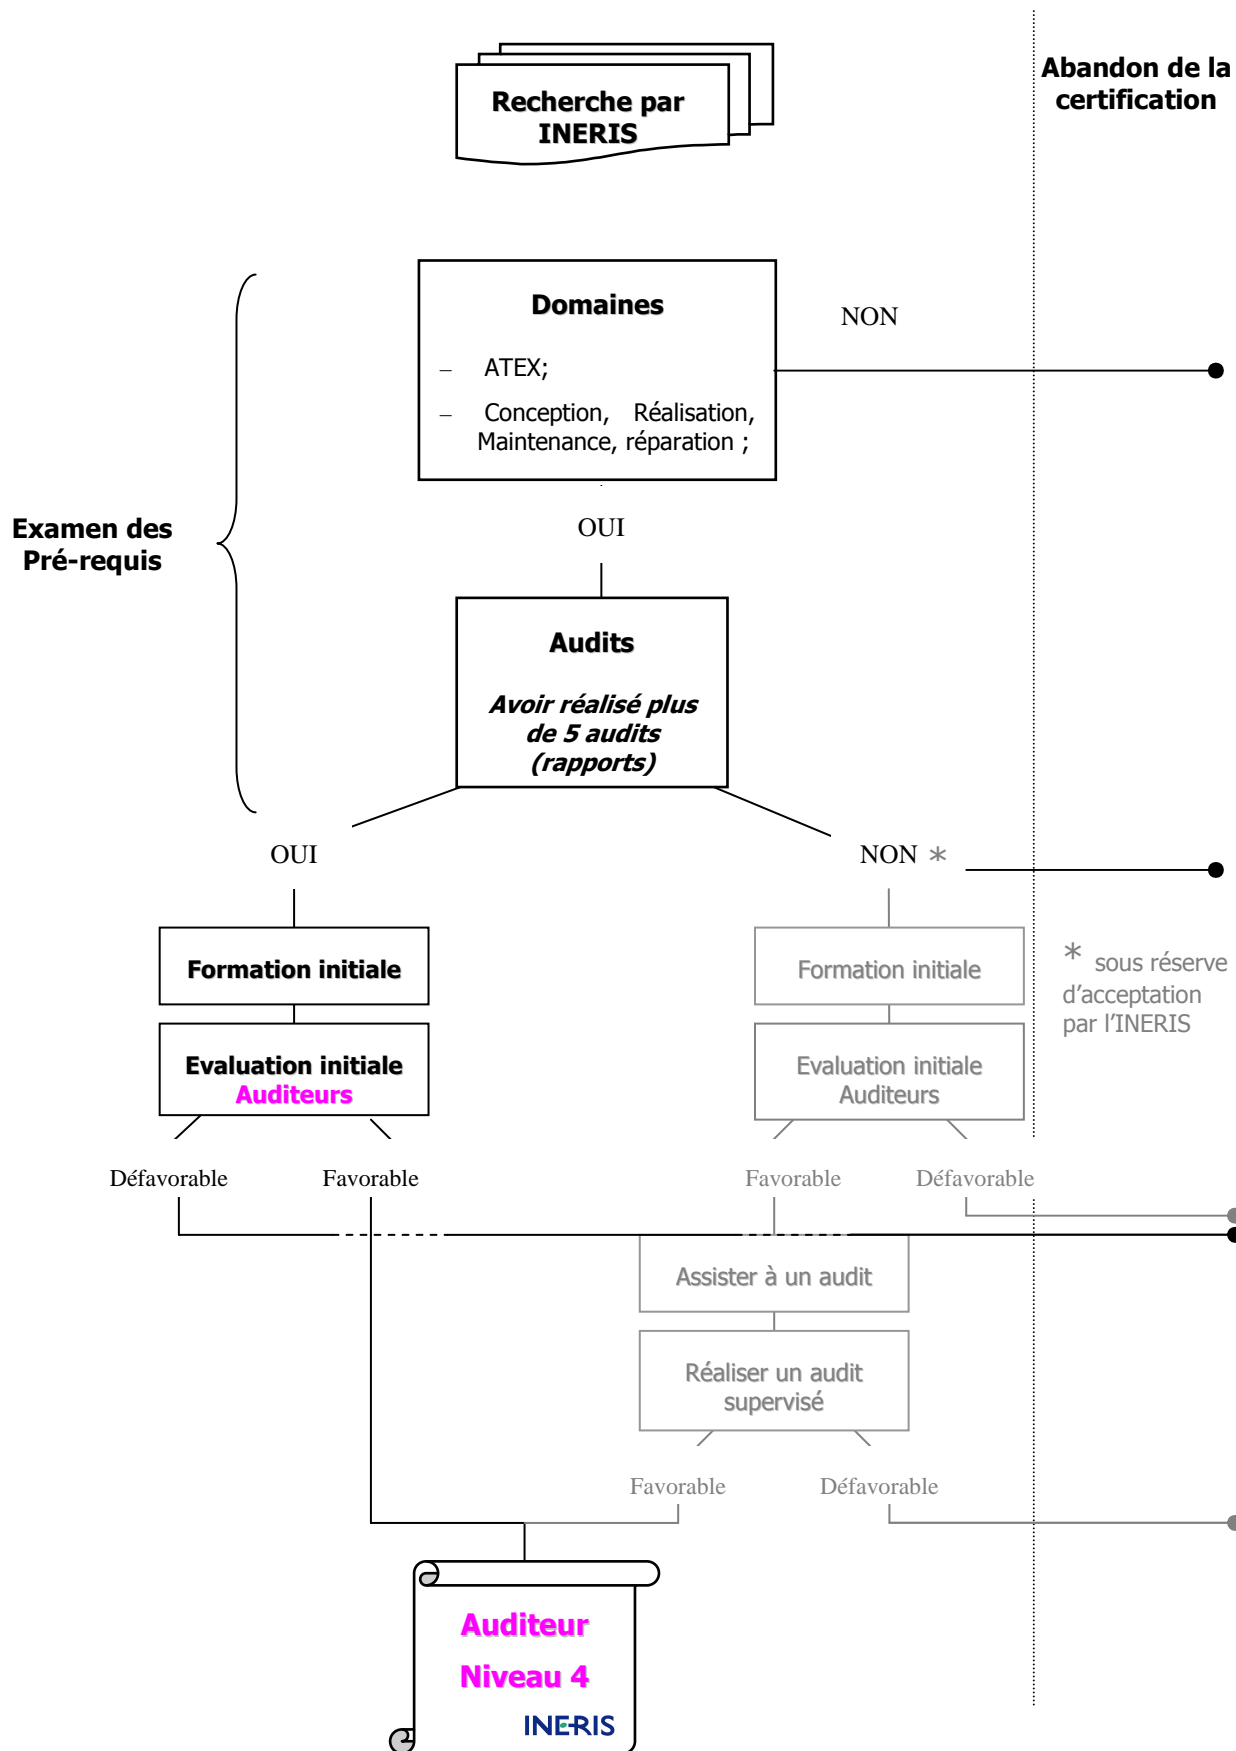 Recherche par
INERIS
Abandon de la
certification
Domaines
NON
– ATEX;
– Conception, Réalisation,
Maintenance, réparation ;
Examen des
Pré-requis
OUI
Audits
Avoir réalisé plus
de 5 audits
(rapports)
OUI
NON *
Formation initiale
Formation initiale
* sous réserve
d'acceptation
par l'INERIS
Evaluation initiale
Auditeurs
Evaluation initiale
Auditeurs
Défavorable
Favorable
Favorable
Défavorable
Assister à un audit
Réaliser un audit
supervisé
Favorable
Défavorable
Auditeur
Niveau 4
INERIS